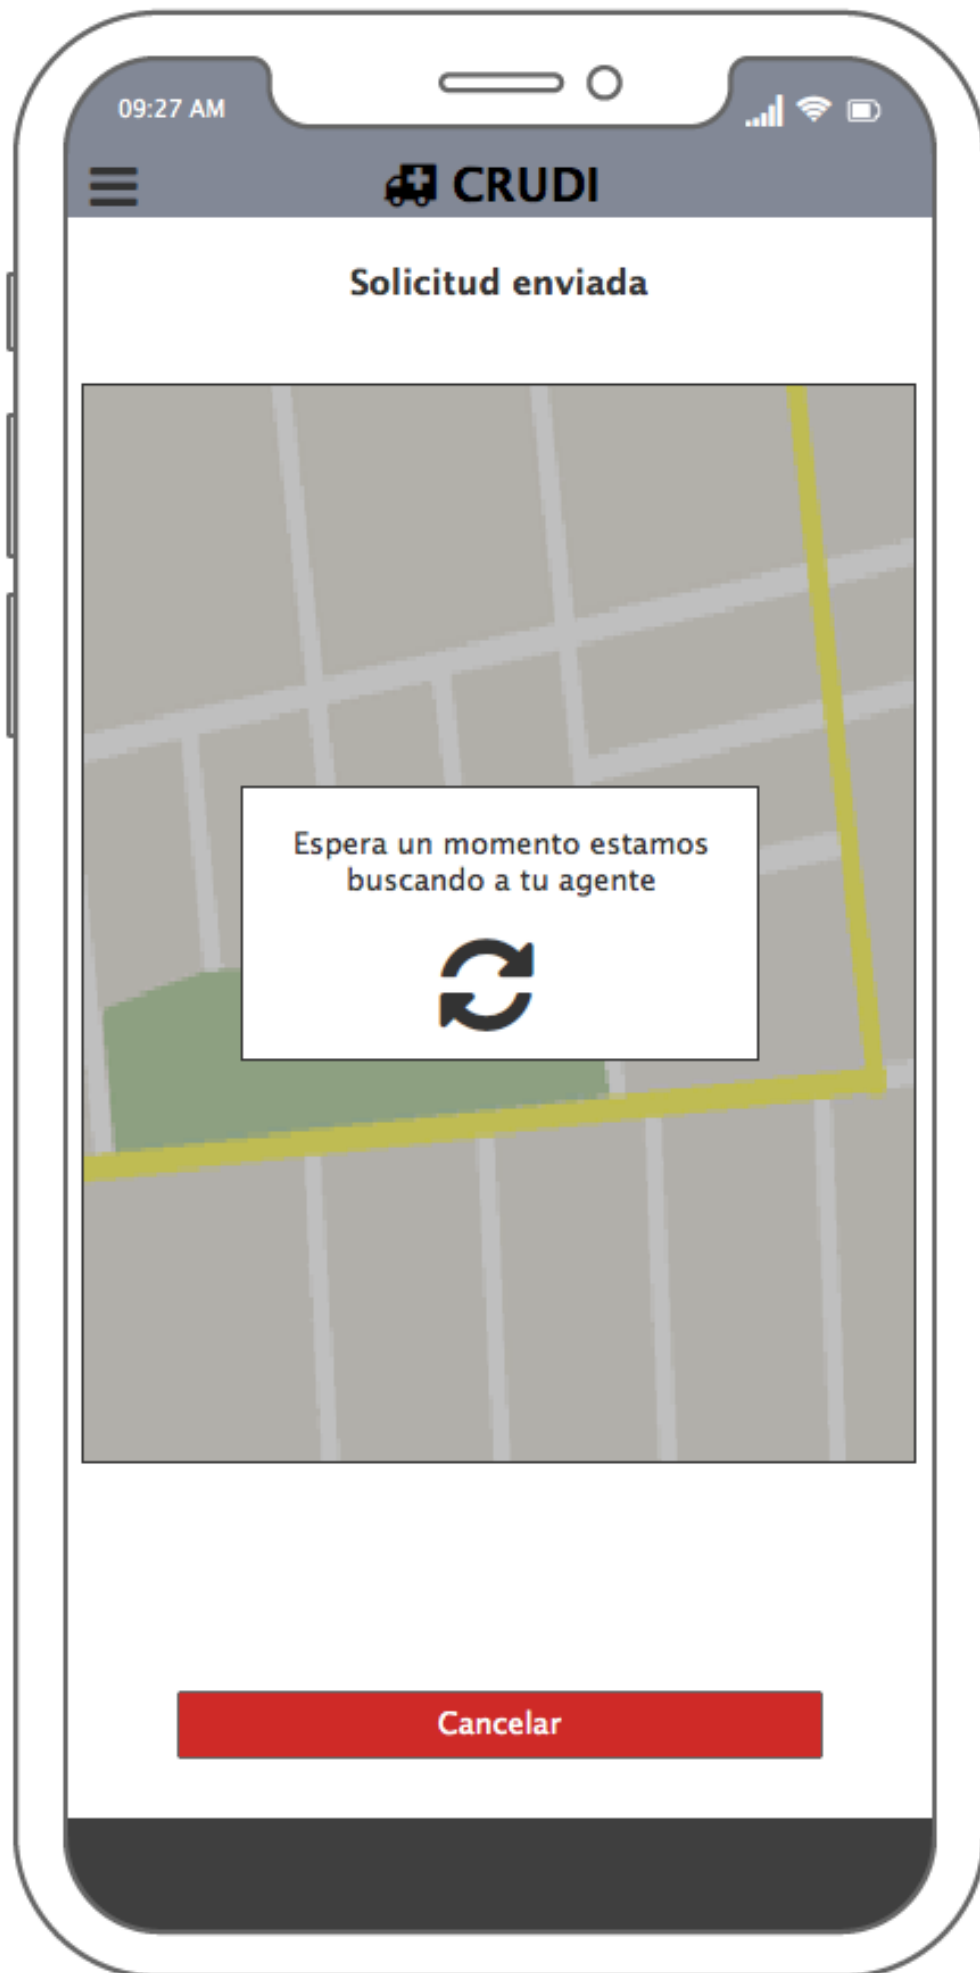 09:27 AM
CRUDI
Solicitud enviada
Espera un momento estamos
buscando a tu agente
Cancelar